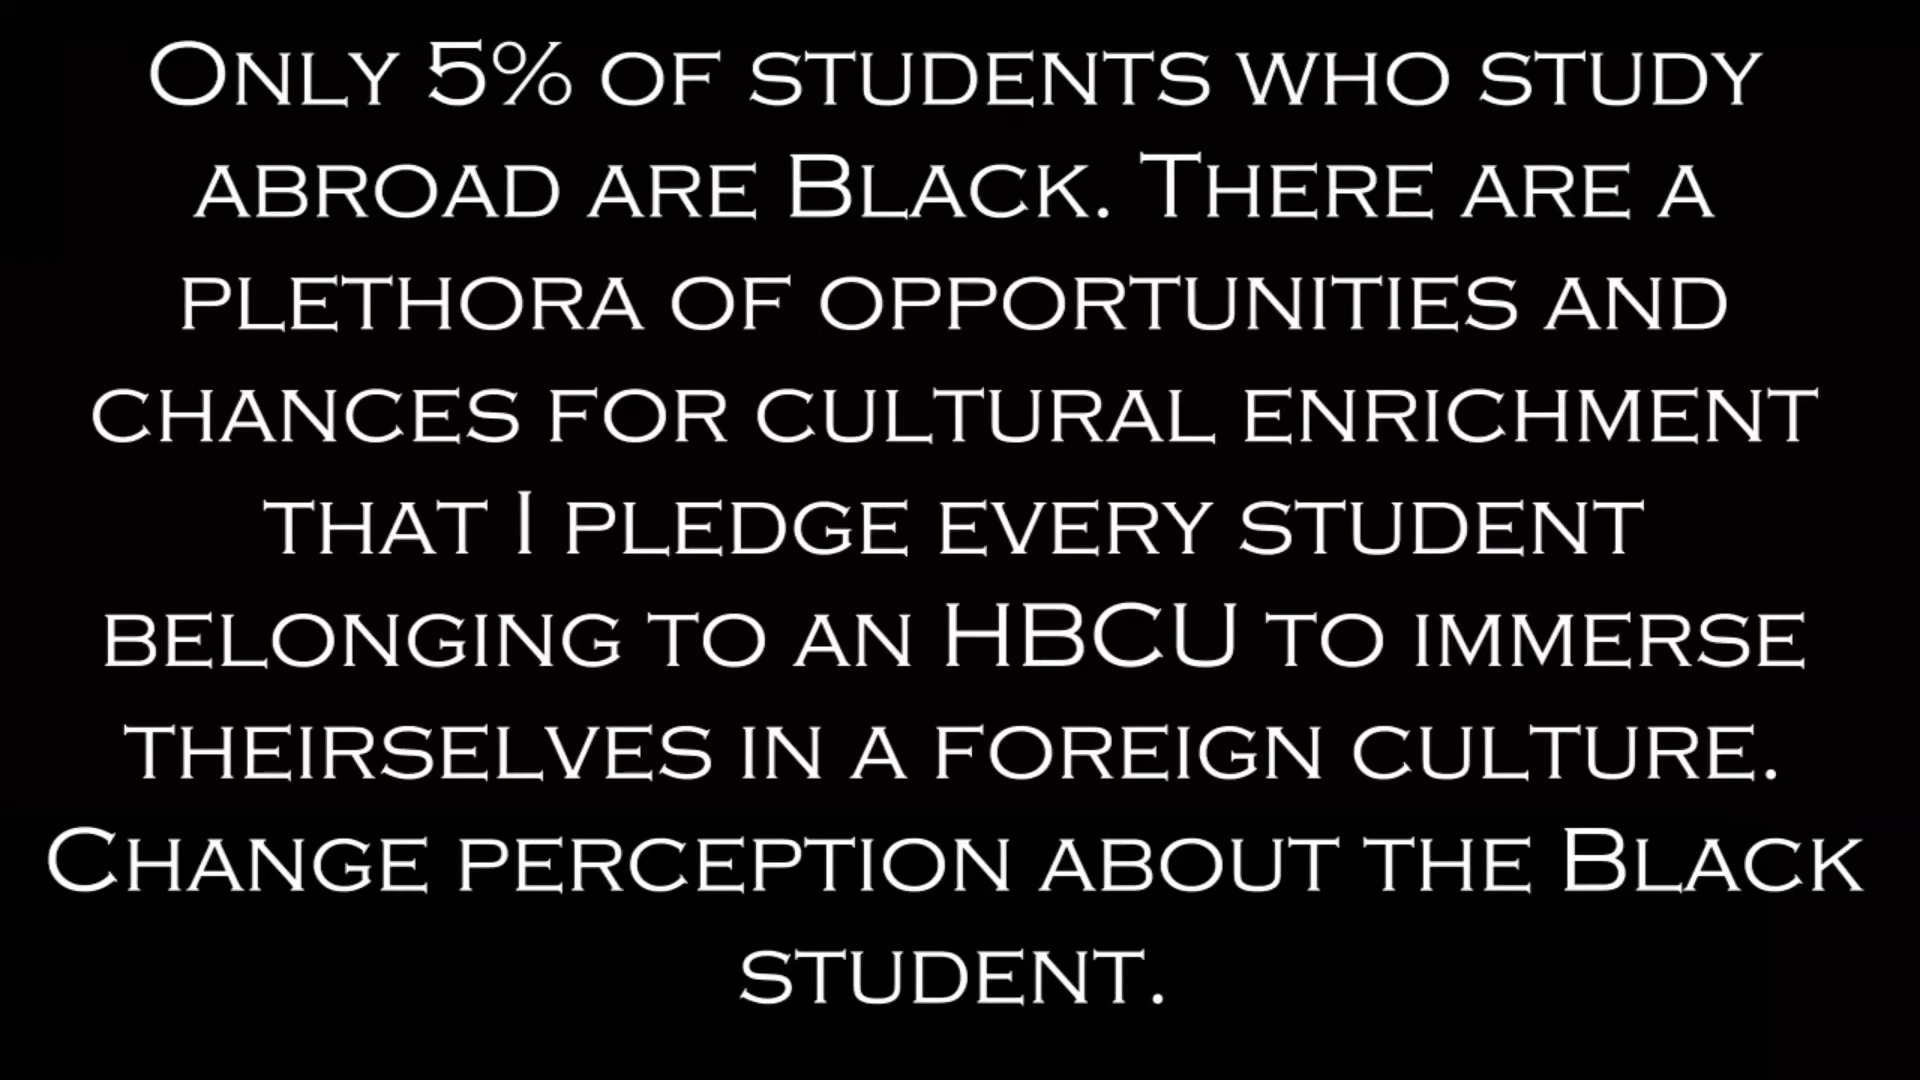 Only 5% of students who study
abroad are Black. There are a
plethora of opportunities and
chances for cultural enrichment
that I pledge every student
belonging to an HBCU to immerse
theirselves in a foreign culture.
Change perception about the Black
student.